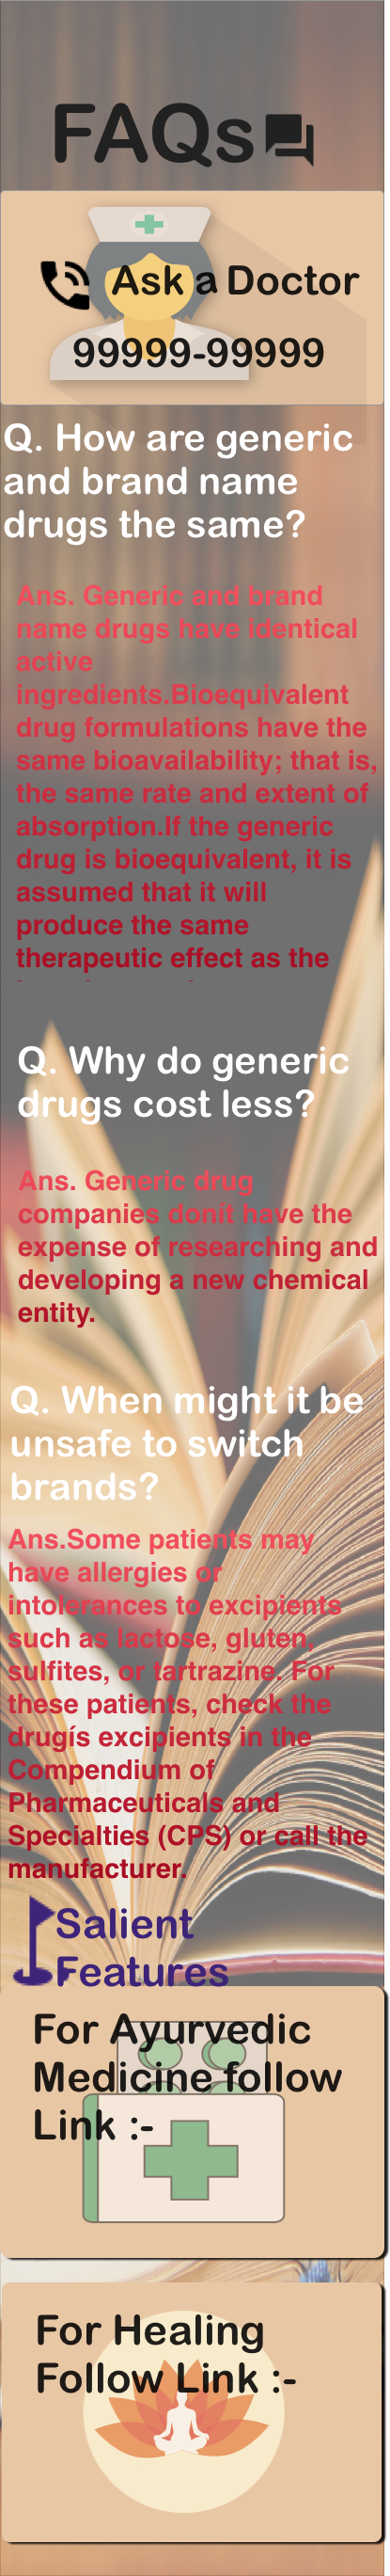 FAQs
Ask a Doctor
99999-99999
Q. How are generic
and brand name
drugs the same?
Ans. Generic and brand
name drugs have identical
active
ingredients.Bioequivalent
drug formulations have the
same bioavailability; that is,
the same rate and extent of
absorption.If the generic
drug is bioequivalent, it is
assumed that it will
produce the same
therapeutic effect as the
Q. Why do generic
drugs cost less?
Ans. Generic drug
companies donít have the
expense of researching and
developing a new chemical
entity.
Q. When might it be
unsafe to switch
brands?
Ans.Some patients may
have allergies or
intolerances to excipients
such as lactose, gluten,
sulfites, or tartrazine. For
these patients, check the
drugís excipients in the
Compendium of
Pharmaceuticals and
Specialties (CPS) or call the
manufacturer.
Salient
Features
For Ayurvedic
Medicine follow
Link :-
For Healing
Follow Link :-